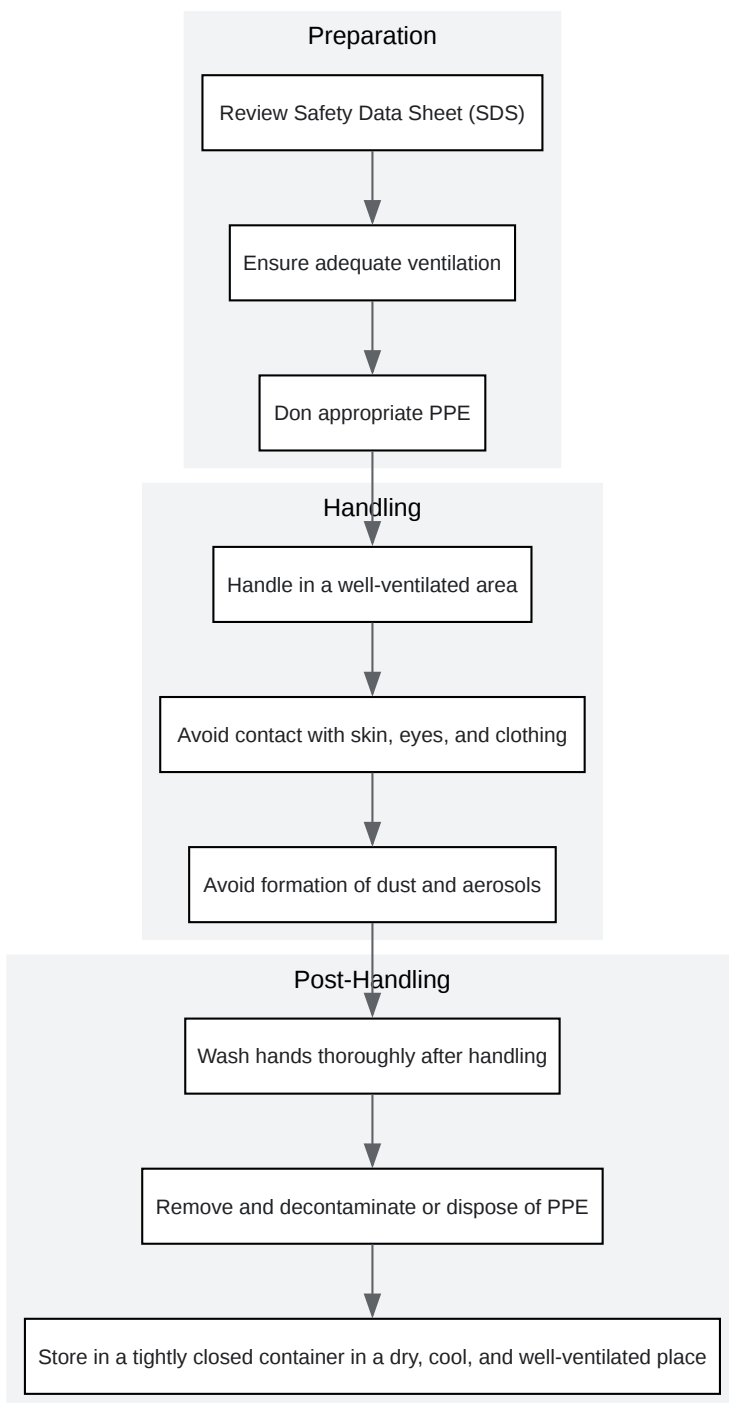 Preparation
Review Safety Data Sheet (SDS)
Ensure adequate ventilation
Don appropriate PPE
Handling
Handle in a well-ventilated area
Avoid contact with skin, eyes, and clothing
Avoid formation of dust and aerosols
Post-Handling
Wash hands thoroughly after handling
Remove and decontaminate or dispose of PPE
Store in a tightly closed container in a dry, cool, and well-ventilated place